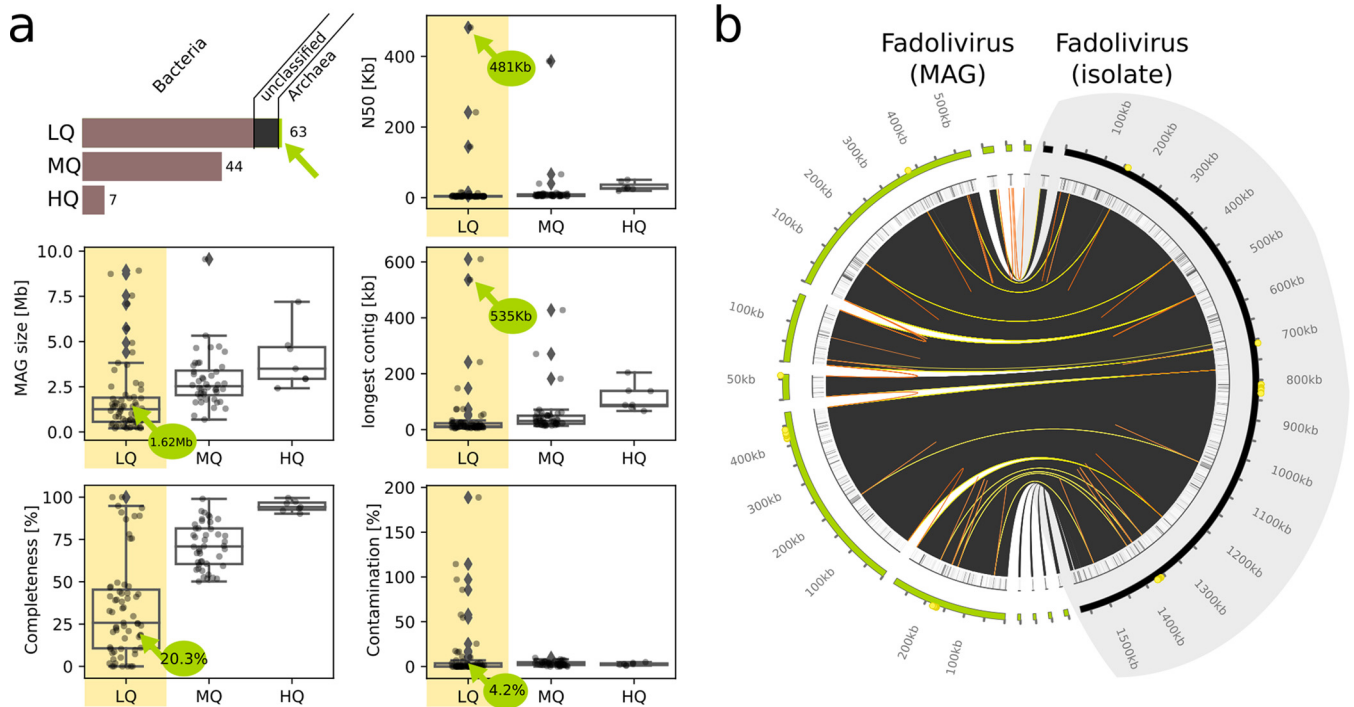 a
Bacteria
unclassified
Archaea
LQ
63
MQ
44
HQ
7
N50 [Kb]
400
200
0
481Kb
LQ
MQ
HQ
MAG size [Mb]
10.0
7.5
5.0
2.5
0.0
1.62Mb
LQ
MQ
HQ
longest contig [kb]
600
400
200
0
535Kb
LQ
MQ
HQ
Completeness [%]
100
75
50
25
0
20.3%
LQ
MQ
HQ
Contamination [%]
200
150
100
50
0
4.2%
LQ
MQ
HQ
b
Fadolivirus
(MAG)
Fadolivirus
(isolate)
100kb
200kb
300kb
400kb
500kb
600kb
700kb
800kb
900kb
1000kb
1100kb
1200kb
1300kb
1400kb
1500kb
100kb
200kb
100kb
200kb
300kb
400kb
50kb
100kb
100kb
200kb
300kb
400kb
500kb